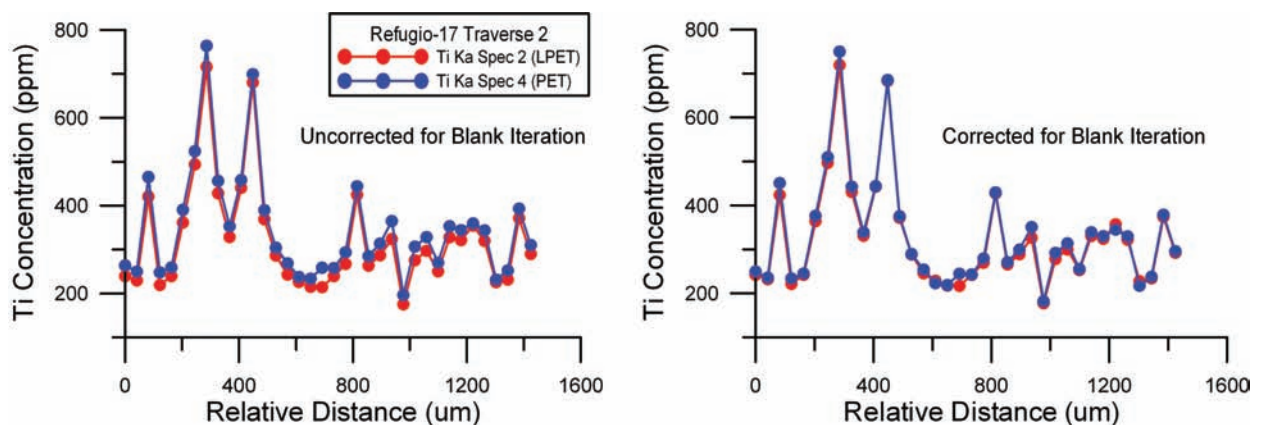 800
600
400
200
Ti Concentration (ppm)
Refugio-17 Traverse 2
Ti Ka Spec 2 (LPET)
Ti Ka Spec 4 (PET)
Uncorrected for Blank Iteration
0 400 800 1200 1600
Relative Distance (um)
800
600
400
200
Ti Concentration (ppm)
Corrected for Blank Iteration
0 400 800 1200 1600
Relative Distance (um)